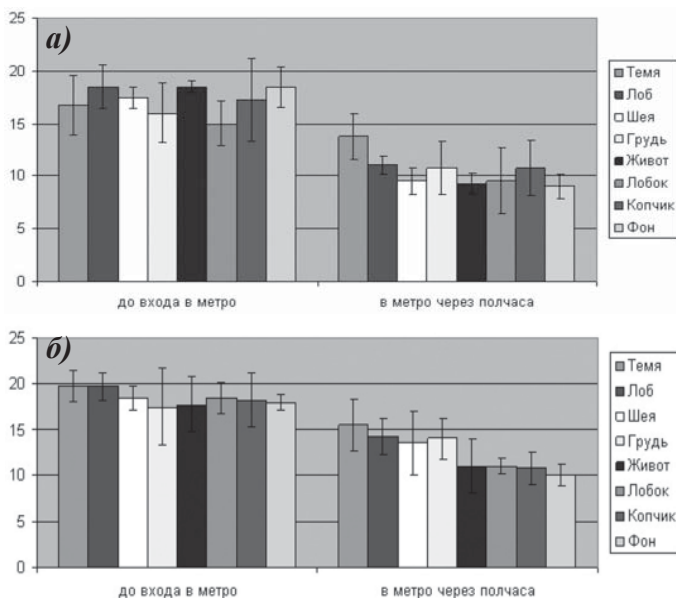 а)
25
20
15
10
5
0
до входа в метро
в метро через полчаса
Темя
Лоб
Шея
Грудь
Живот
Лобок
Копчик
Фон
б)
25
20
15
10
5
0
до входа в метро
в метро через полчаса
Темя
Лоб
Шея
Грудь
Живот
Лобок
Копчик
Фон